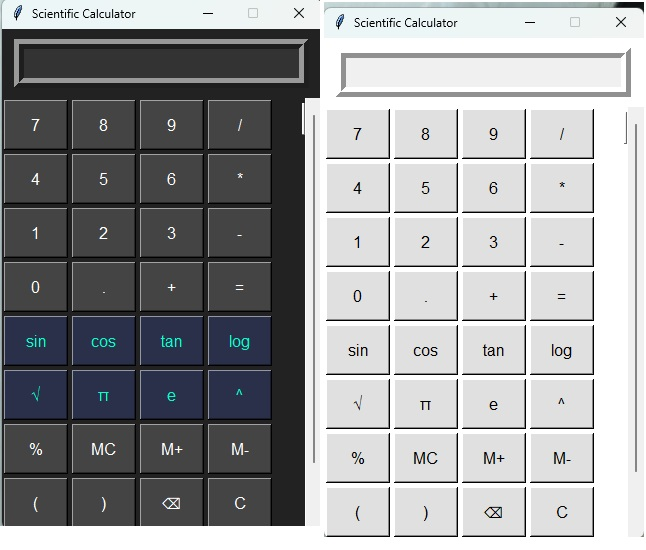 Scientific Calculator
7 8 9 /
4 5 6 *
1 2 3 -
0 . + =
sin cos tan log
√ π e ^
% MC M+ M-
( ) ⌫ C
Scientific Calculator
7 8 9 /
4 5 6 *
1 2 3 -
0 . + =
sin cos tan log
√ π e ^
% MC M+ M-
( ) ⌫ C